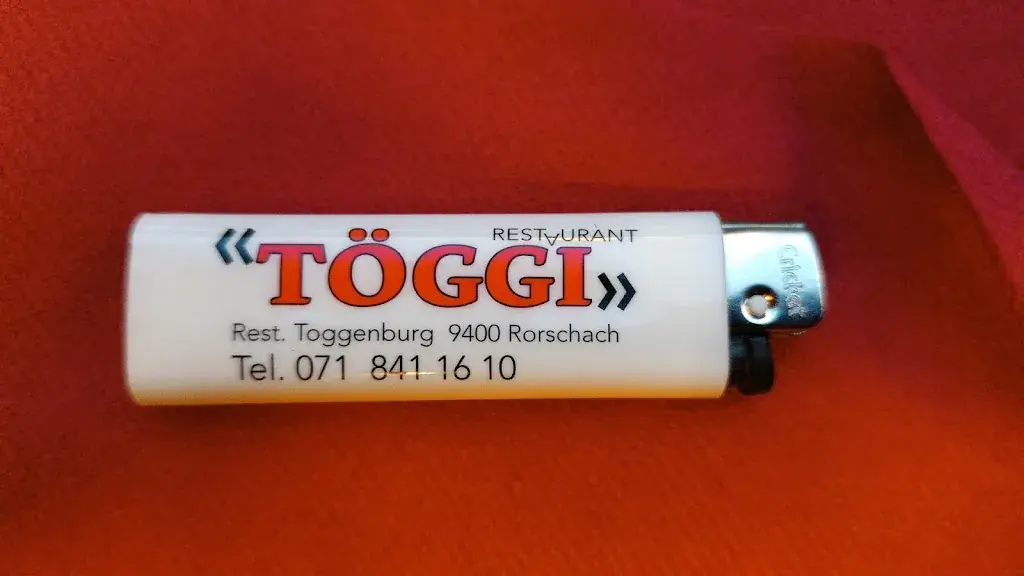 RESTAURANT
«TÖGGI»
Rest. Toggenburg 9400 Rorschach
Tel. 071 841 16 10
Cricket